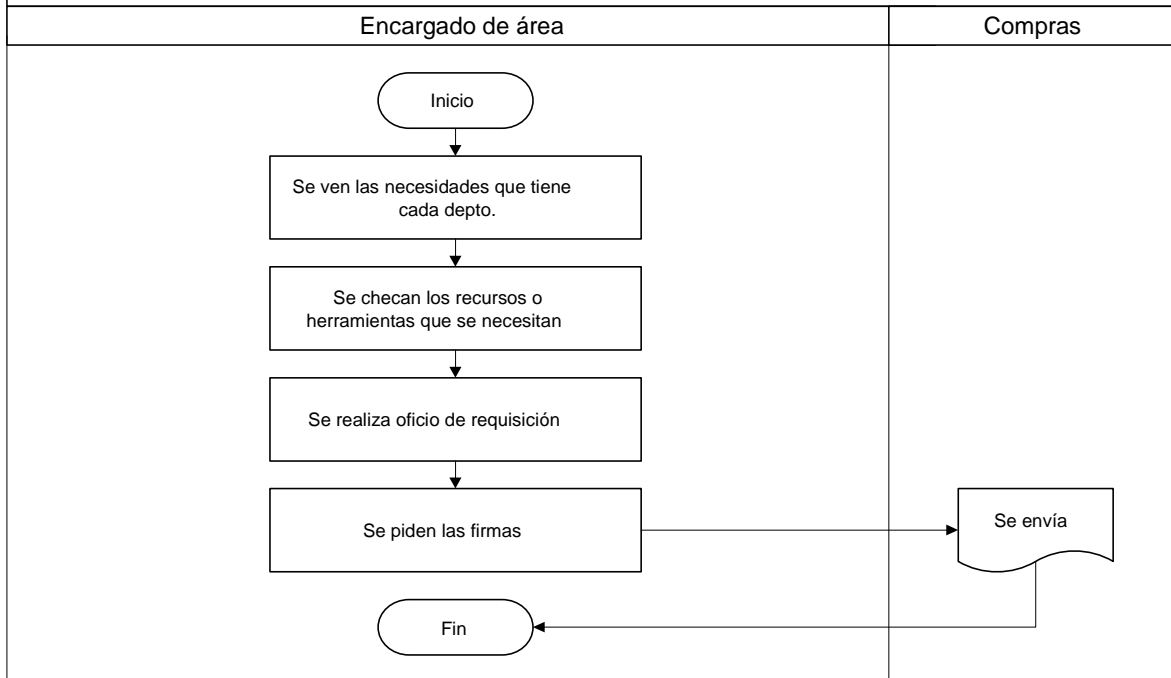 Encargado de área
Compras
Inicio
Se ven las necesidades que tiene
cada depto.
Se checan los recursos o
herramientas que se necesitan
Se realiza oficio de requisición
Se piden las firmas
Se envía
Fin